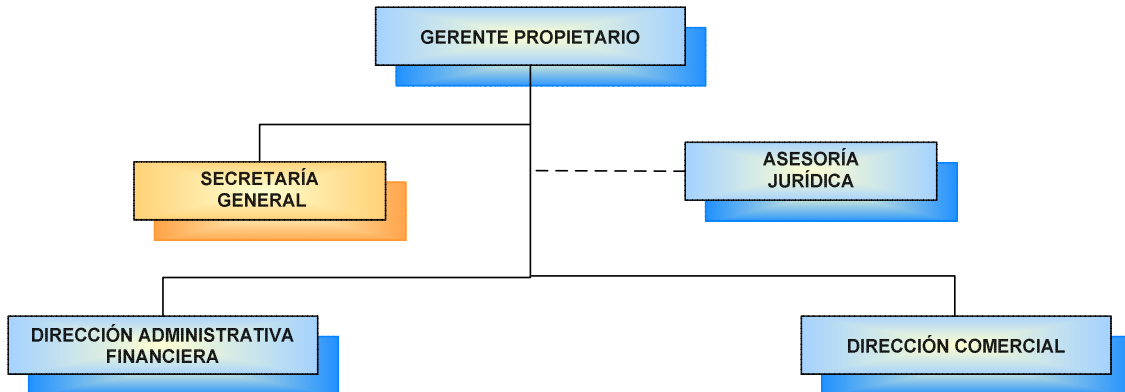 GERENTE PROPIETARIO
SECRETARÍA
GENERAL
ASESORÍA
JURÍDICA
DIRECCIÓN ADMINISTRATIVA
FINANCIERA
DIRECCIÓN COMERCIAL